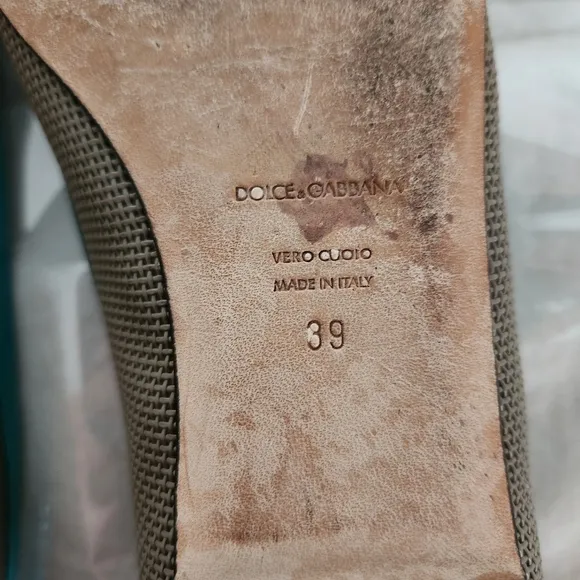 DOLCE&GABBANA
VERO CUOIO
MADE IN ITALY
39